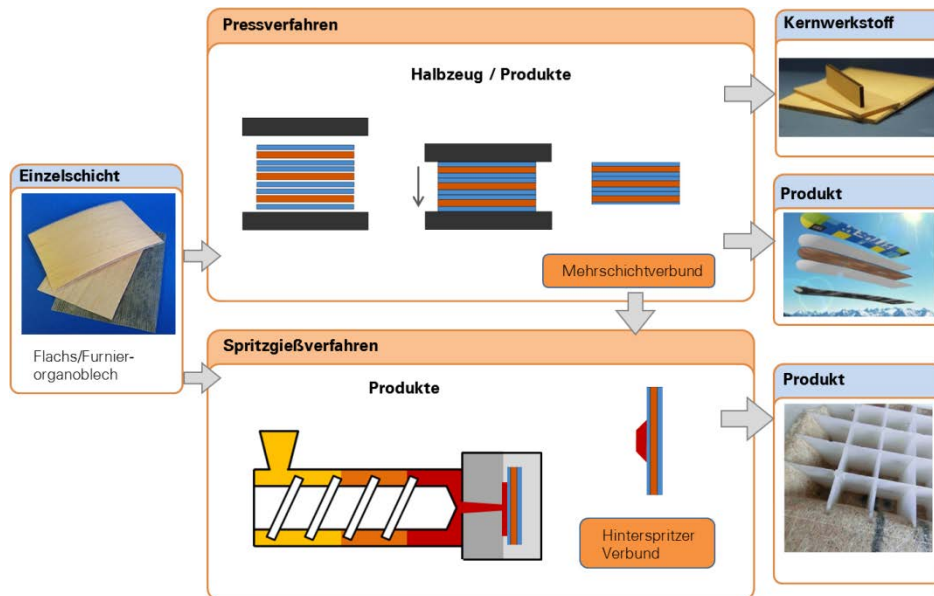 Pressverfahren
Halbzeug / Produkte
Mehrschichtverbund
Kernwerkstoff
Einzelschicht
Flachs/Furnier-
organoblech
Produkt
Spritzgießverfahren
Produkte
Hinterspritzer
Verbund
Produkt